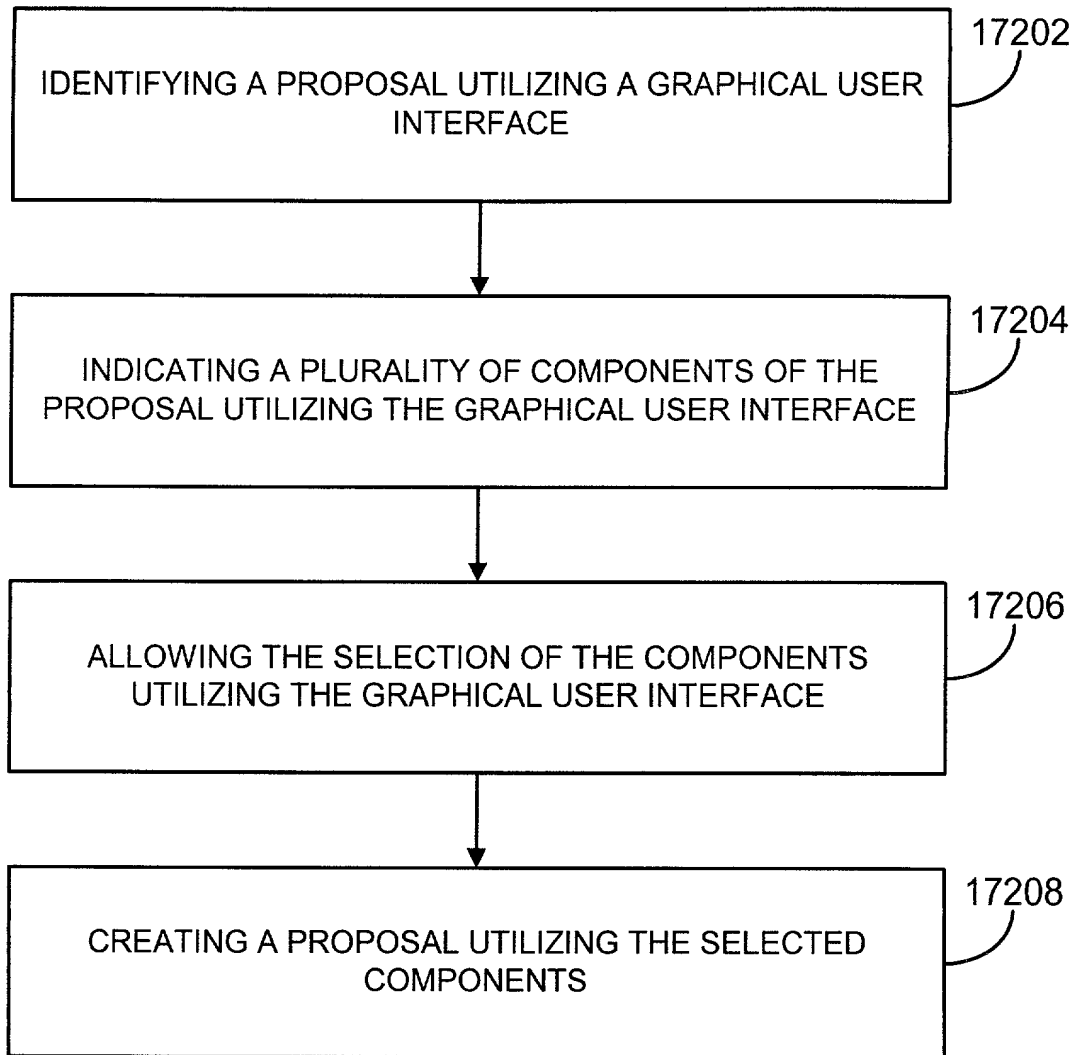 17202
IDENTIFYING A PROPOSAL UTILIZING A GRAPHICAL USER
INTERFACE
17204
INDICATING A PLURALITY OF COMPONENTS OF THE
PROPOSAL UTILIZING THE GRAPHICAL USER INTERFACE
17206
ALLOWING THE SELECTION OF THE COMPONENTS
UTILIZING THE GRAPHICAL USER INTERFACE
17208
CREATING A PROPOSAL UTILIZING THE SELECTED
COMPONENTS